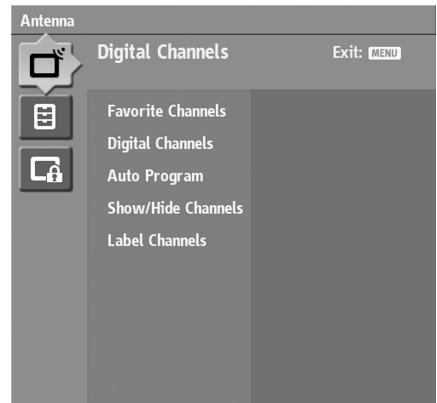 Antenna
Digital Channels
Exit: MENU
Favorite Channels
Digital Channels
Auto Program
Show/Hide Channels
Label Channels